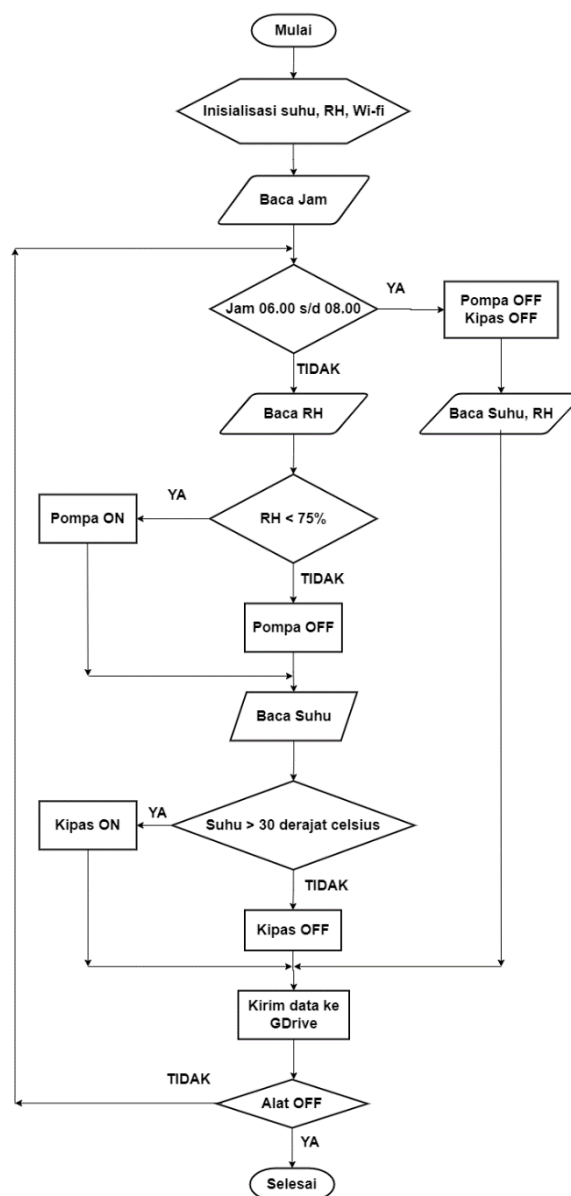 Mulai
Inisialisasi suhu, RH, Wi-fi
Baca Jam
Jam 06.00 s/d 08.00
YA
Pompa OFF
Kipas OFF
TIDAK
Baca RH
Baca Suhu, RH
RH < 75%
YA
Pompa ON
TIDAK
Pompa OFF
Baca Suhu
Suhu > 30 derajat celsius
YA
Kipas ON
TIDAK
Kipas OFF
Kirim data ke
GDrive
TIDAK
Alat OFF
YA
Selesai